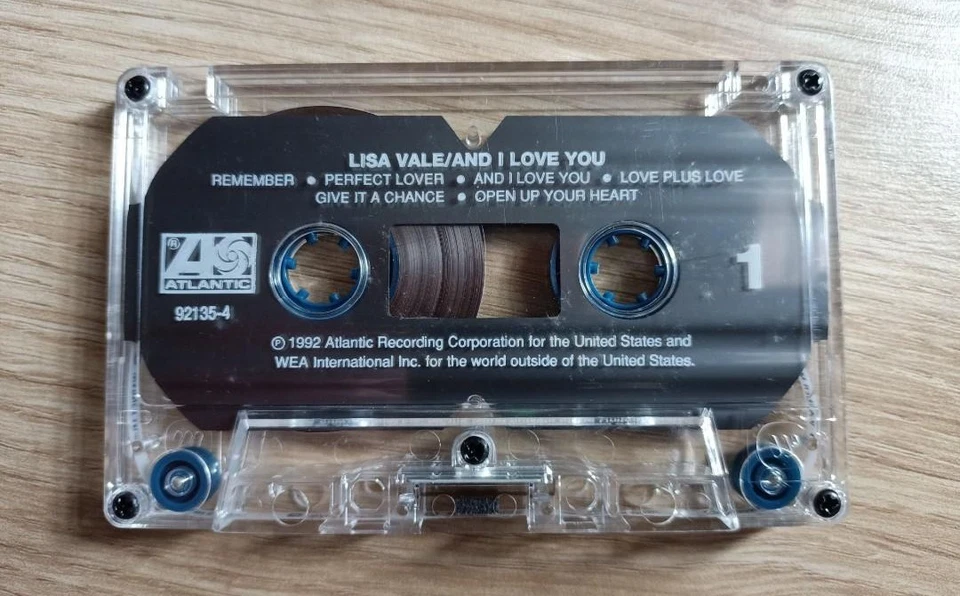 LISA VALE/AND I LOVE YOU
REMEMBER • PERFECT LOVER • AND I LOVE YOU • LOVE PLUS LOVE
GIVE IT A CHANCE • OPEN UP YOUR HEART
® A
ATLANTIC
1
92135-4
℗ 1992 Atlantic Recording Corporation for the United States and
WEA International Inc. for the world outside of the United States.